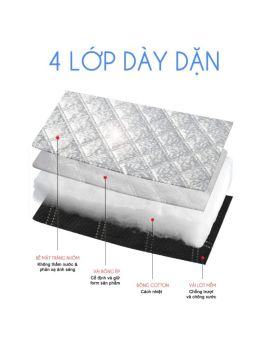 4 LỚP DÀY DẶN
BỀ MẶT TRÁNG NHÔM
Không thấm nước &
phản xạ ánh sáng
VẢI BÔNG ÉP
Cố định và giữ
form sản phẩm
BÔNG COTTON
Cách nhiệt
VẢI LÓT MỀM
Chống trượt
và chống xước